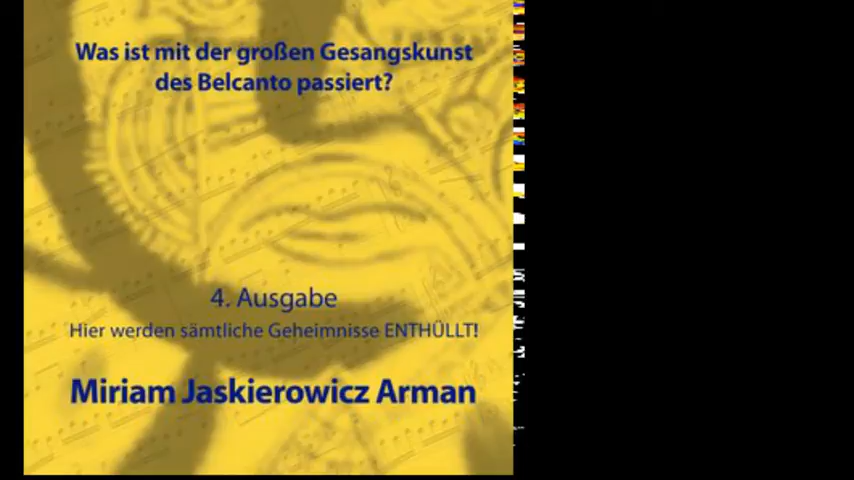 Was ist mit der großen Gesangskunst
des Belcanto passiert?
4. Ausgabe
Hier werden sämtliche Geheimnisse ENTHÜLLT!
Miriam Jaskierowicz Arman